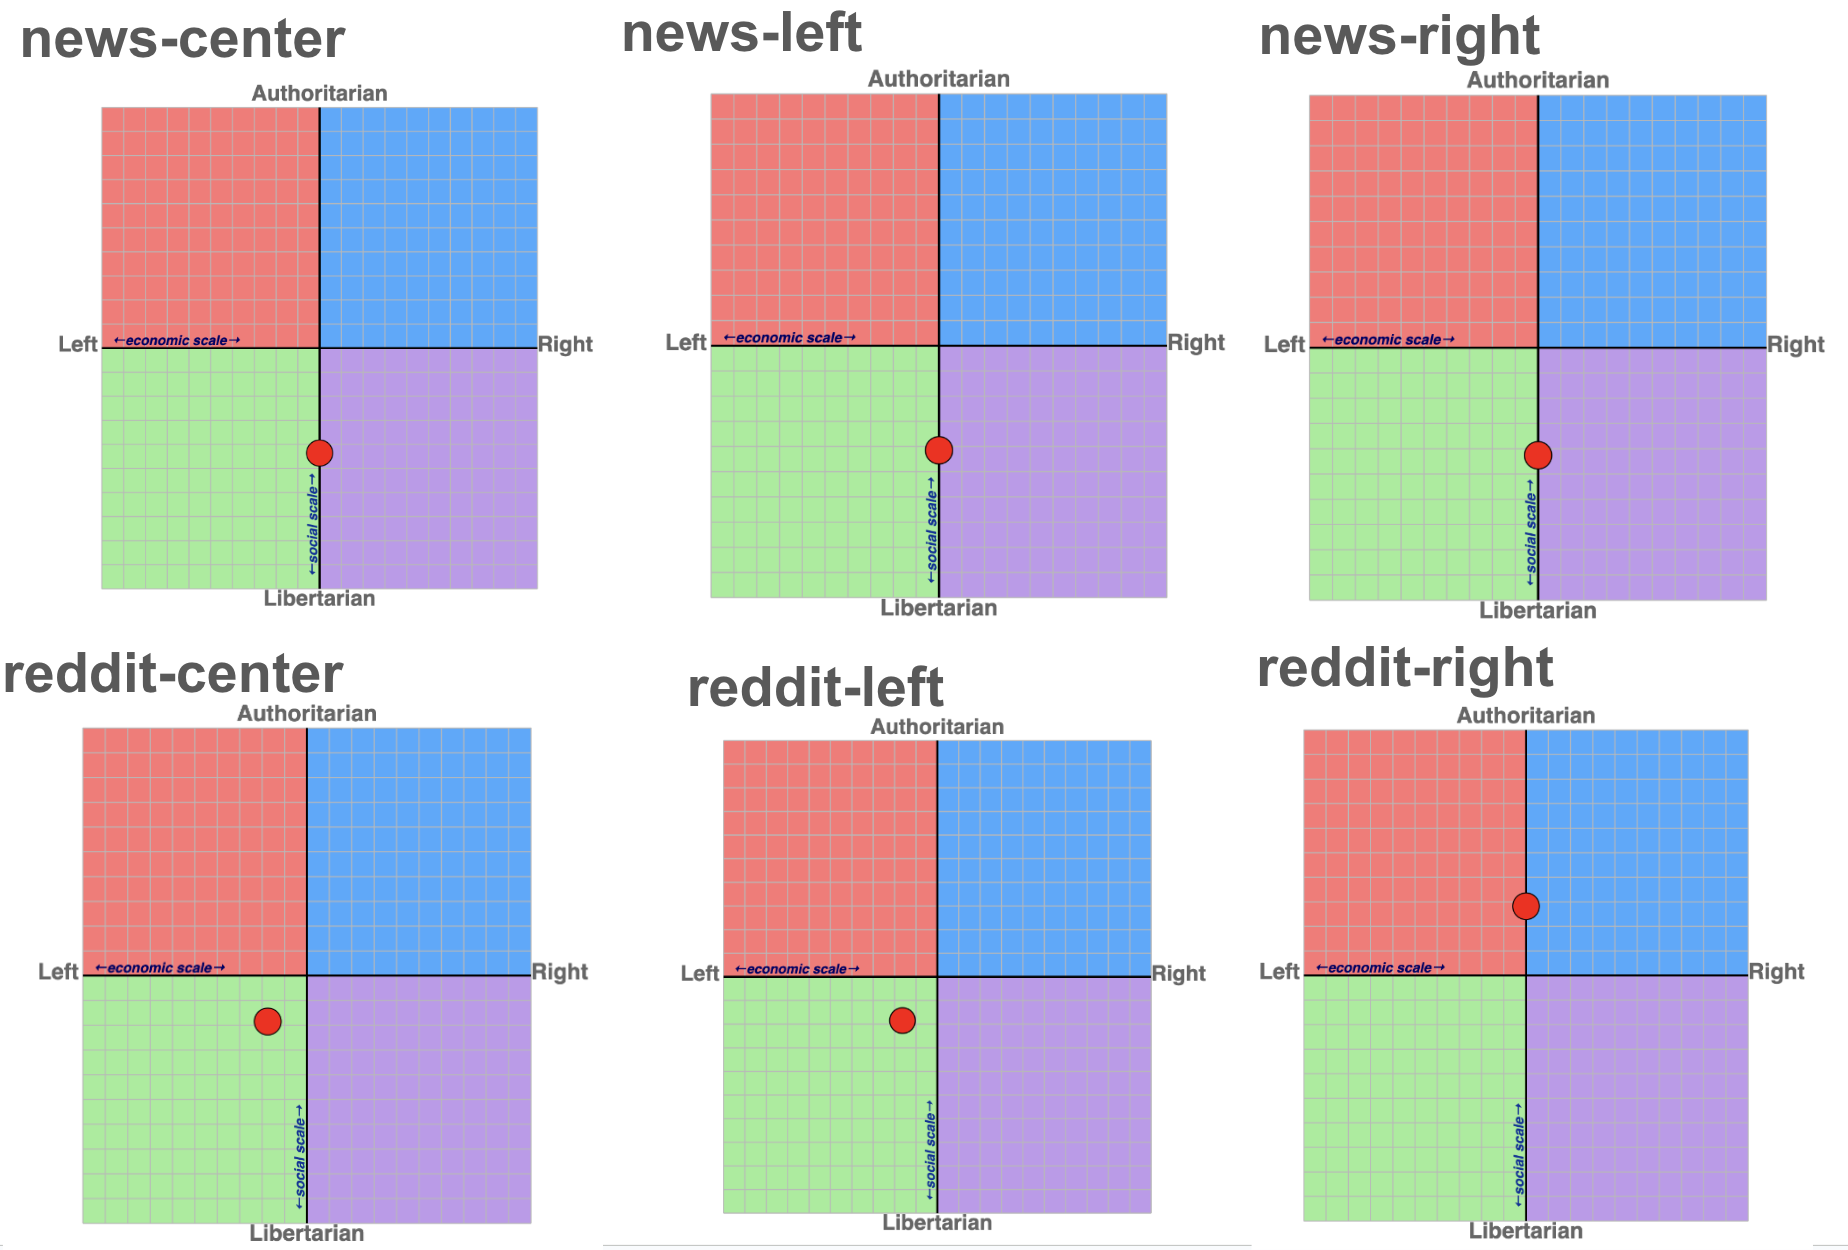 news-center
Authoritarian
Left
←economic scale→
Right
←social scale→
Libertarian
news-left
Authoritarian
Left
←economic scale→
Right
←social scale→
Libertarian
news-right
Authoritarian
Left
←economic scale→
Right
←social scale→
Libertarian
reddit-center
Authoritarian
Left
←economic scale→
Right
←social scale→
Libertarian
reddit-left
Authoritarian
Left
←economic scale→
Right
←social scale→
Libertarian
reddit-right
Authoritarian
Left
←economic scale→
Right
←social scale→
Libertarian